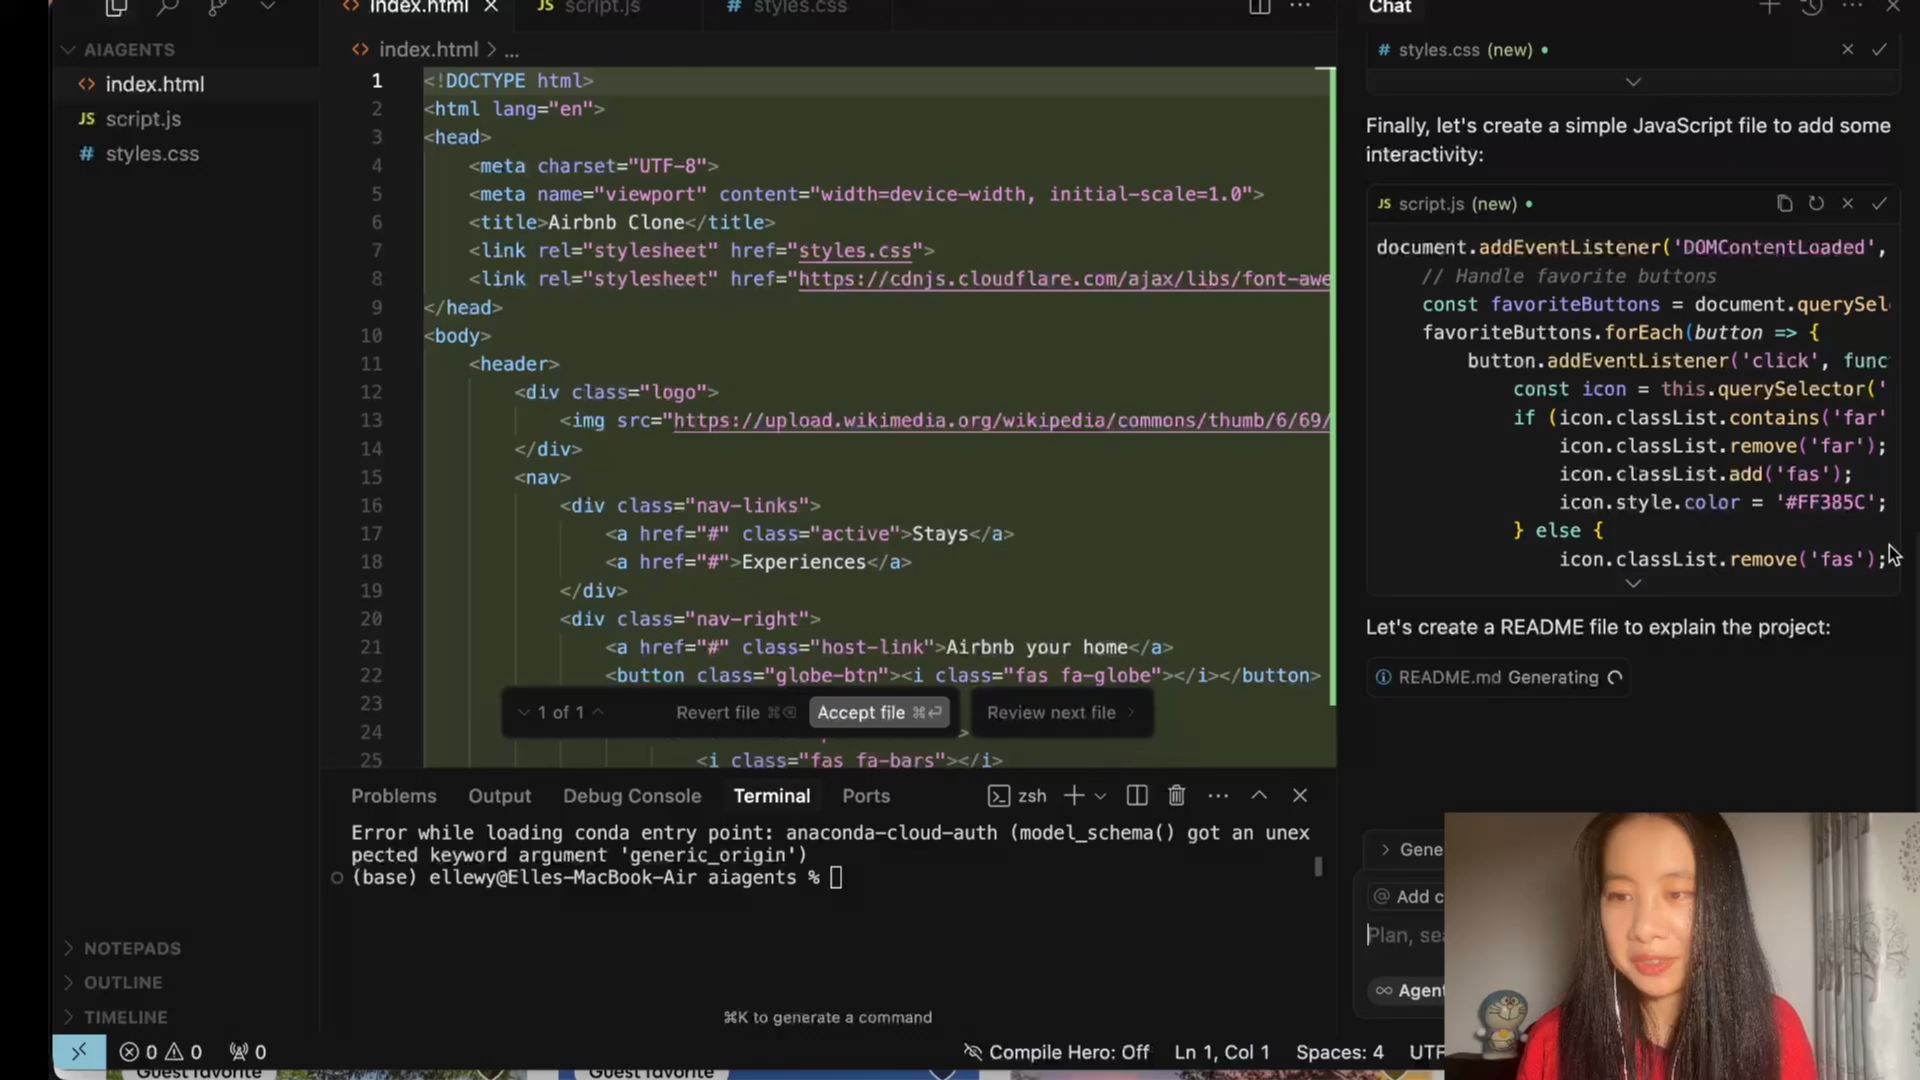 index.html
script.js
styles.css
Chat
AIAGENTS
index.html
script.js
styles.css
index.html > ...
1 <!DOCTYPE html>
2 <html lang="en">
3 <head>
4 <meta charset="UTF-8">
5 <meta name="viewport" content="width=device-width, initial-scale=1.0">
6 <title>Airbnb Clone</title>
7 <link rel="stylesheet" href="styles.css">
8 <link rel="stylesheet" href="https://cdnjs.cloudflare.com/ajax/libs/font-awe
9 </head>
10 <body>
11 <header>
12 <div class="logo">
13 <img src="https://upload.wikimedia.org/wikipedia/commons/thumb/6/69/
14 </div>
15 <nav>
16 <div class="nav-links">
17 <a href="#" class="active">Stays</a>
18 <a href="#">Experiences</a>
19 </div>
20 <div class="nav-right">
21 <a href="#" class="host-link">Airbnb your home</a>
22 <button class="globe-btn"><i class="fas fa-globe"></i></button>
23
24 >
25 <i class="fas fa-bars"></i>
1 of 1
Revert file ⌘⌫
Accept file ⌘⏎
Review next file >
Problems
Output
Debug Console
Terminal
Ports
zsh
Error while loading conda entry point: anaconda-cloud-auth (model_schema() got an unex
pected keyword argument 'generic_origin')
(base) ellewy@Elles-MacBook-Air aiagents %
⌘K to generate a command
NOTEPADS
OUTLINE
TIMELINE
# styles.css (new) •
Finally, let's create a simple JavaScript file to add some
interactivity:
JS script.js (new) •
document.addEventListener('DOMContentLoaded',
// Handle favorite buttons
const favoriteButtons = document.querySel
favoriteButtons.forEach(button => {
button.addEventListener('click', func
const icon = this.querySelector('
if (icon.classList.contains('far'
icon.classList.remove('far');
icon.classList.add('fas');
icon.style.color = '#FF385C';
} else {
icon.classList.remove('fas');
Let's create a README file to explain the project:
README.md Generating
> Gene
@ Add c
Plan, sea
∞ Agent
0 0 0
Compile Hero: Off
Ln 1, Col 1
Spaces: 4
UTF
Guest favorite
Guest favorite